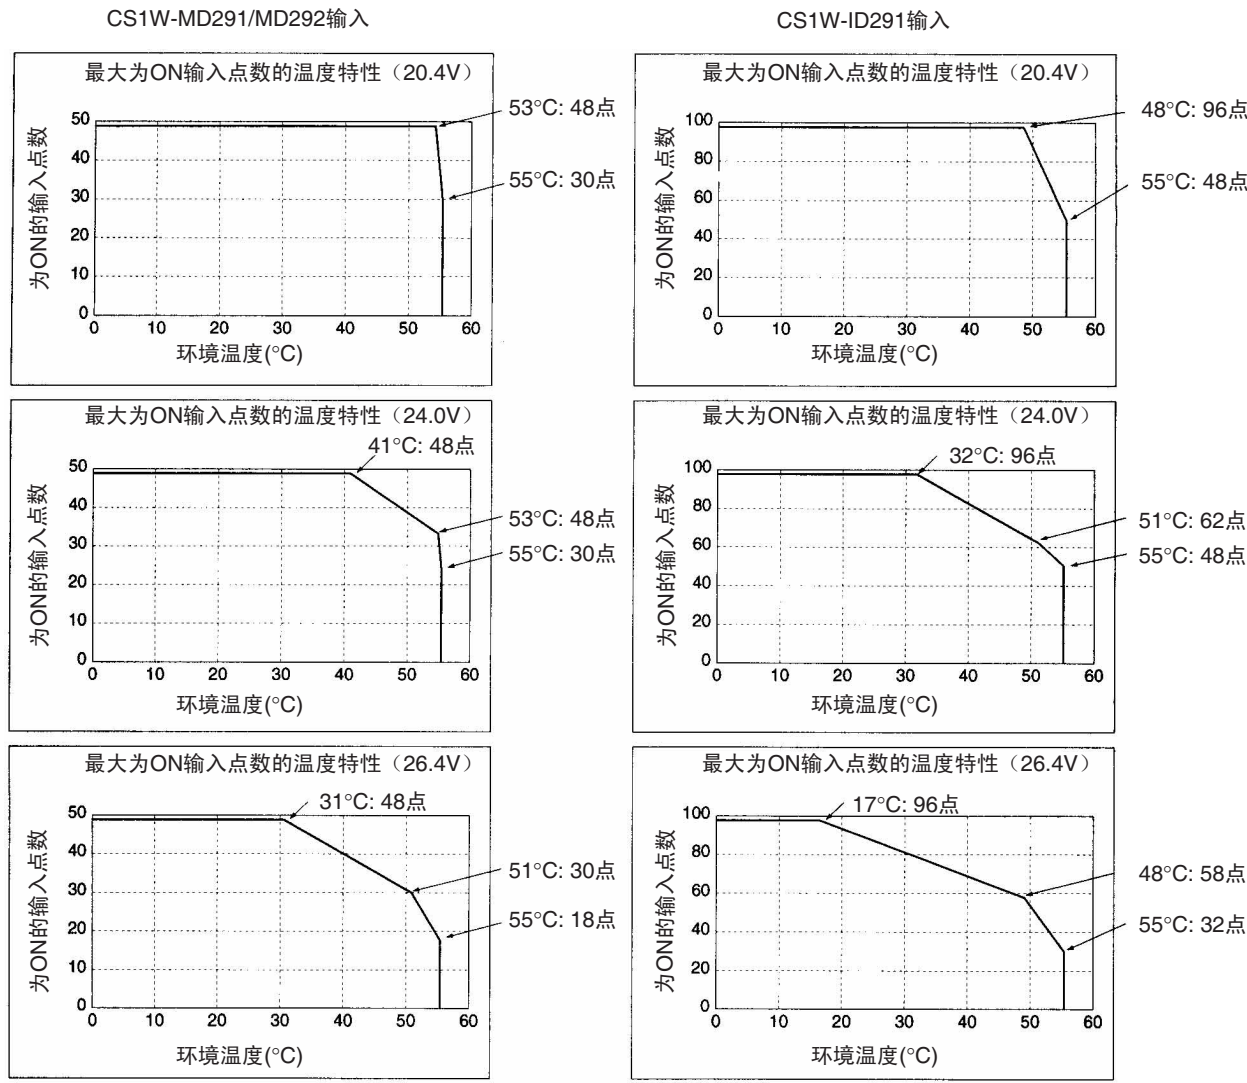 CS1W-MD291/MD292输入
最大为ON输入点数的温度特性（20.4V）
为ON的输入点数
50
40
30
20
10
0
0 10 20 30 40 50 60
环境温度(°C)
53°C: 48点
55°C: 30点
最大为ON输入点数的温度特性（24.0V）
41°C: 48点
为ON的输入点数
50
40
30
20
10
0
0 10 20 30 40 50 60
环境温度(°C)
53°C: 48点
55°C: 30点
最大为ON输入点数的温度特性（26.4V）
31°C: 48点
为ON的输入点数
50
40
30
20
10
0
0 10 20 30 40 50 60
环境温度(°C)
51°C: 30点
55°C: 18点
CS1W-ID291输入
最大为ON输入点数的温度特性（20.4V）
为ON的输入点数
100
80
60
40
20
0
0 10 20 30 40 50 60
环境温度(°C)
48°C: 96点
55°C: 48点
最大为ON输入点数的温度特性（24.0V）
32°C: 96点
为ON的输入点数
100
80
60
40
20
0
0 10 20 30 40 50 60
环境温度(°C)
51°C: 62点
55°C: 48点
最大为ON输入点数的温度特性（26.4V）
17°C: 96点
为ON的输入点数
100
80
60
40
20
0
0 10 20 30 40 50 60
环境温度(°C)
48°C: 58点
55°C: 32点